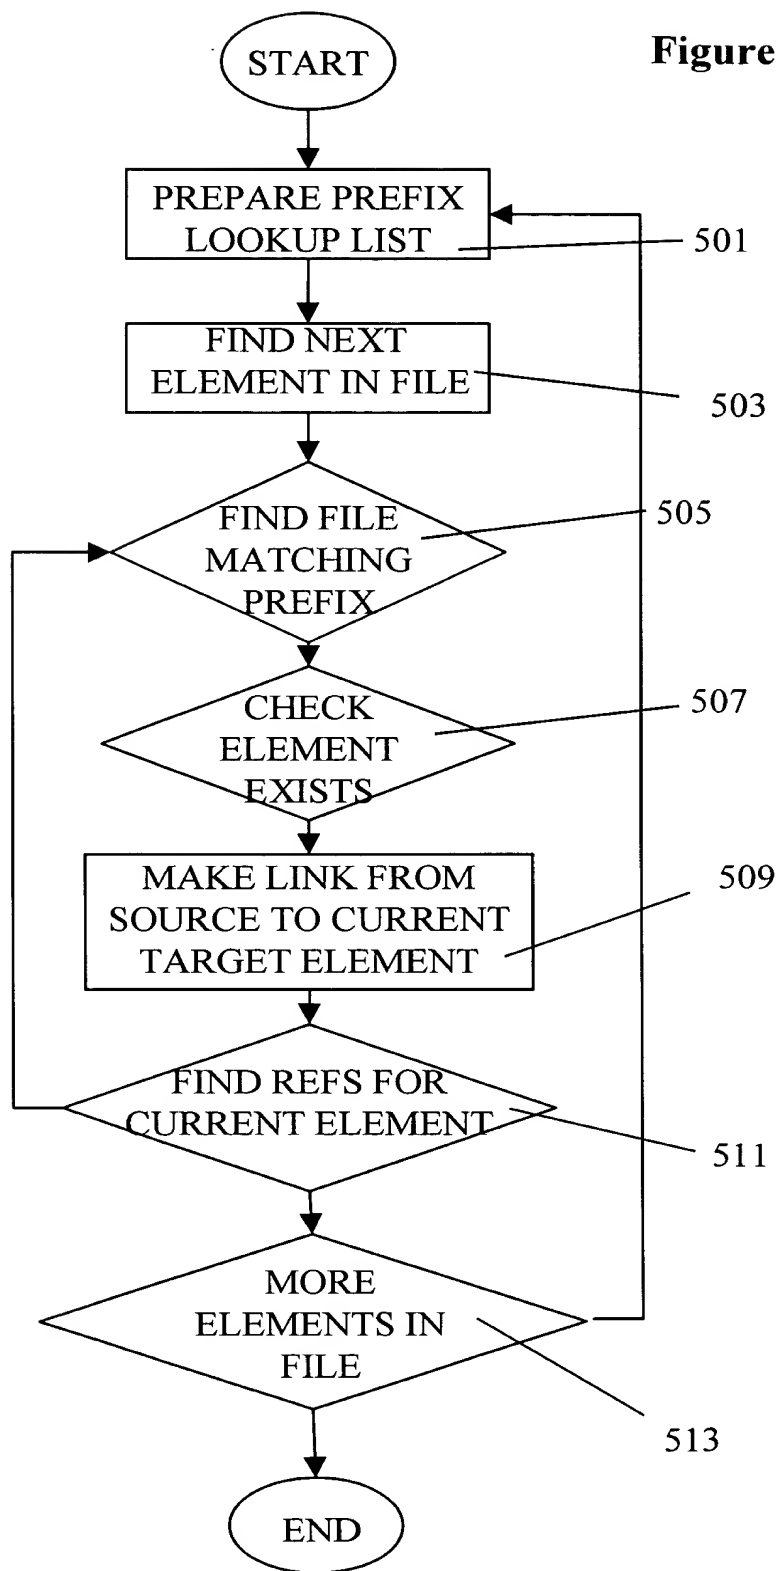 Figure
START
PREPARE PREFIX
LOOKUP LIST
501
FIND NEXT
ELEMENT IN FILE
503
FIND FILE
MATCHING
PREFIX
505
CHECK
ELEMENT
EXISTS
507
MAKE LINK FROM
SOURCE TO CURRENT
TARGET ELEMENT
509
FIND REFS FOR
CURRENT ELEMENT
511
MORE
ELEMENTS IN
FILE
513
END